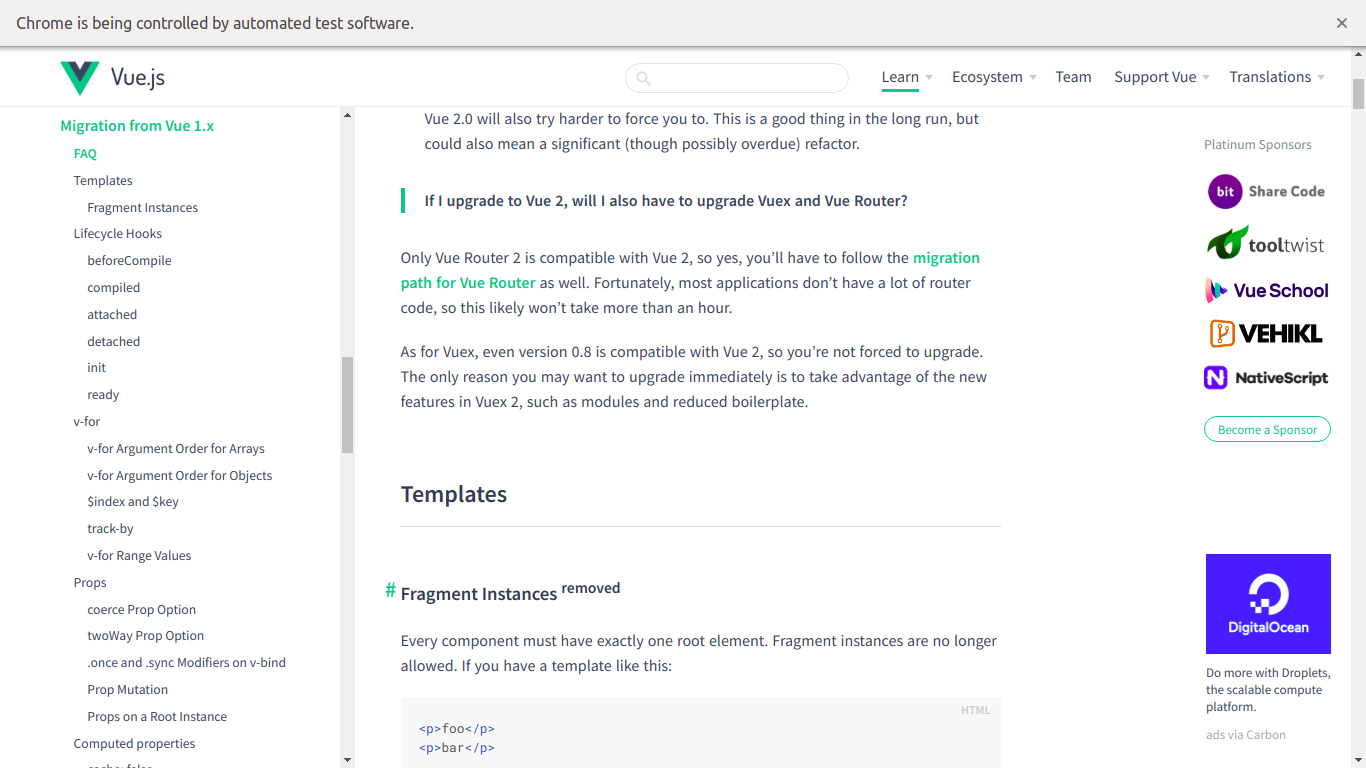 Chrome is being controlled by automated test software.
Vue.js
Learn
Ecosystem
Team
Support Vue
Translations
Migration from Vue 1.x
FAQ
Templates
Fragment Instances
Lifecycle Hooks
beforeCompile
compiled
attached
detached
init
ready
v-for
v-for Argument Order for Arrays
v-for Argument Order for Objects
$index and $key
track-by
v-for Range Values
Props
coerce Prop Option
twoWay Prop Option
.once and .sync Modifiers on v-bind
Prop Mutation
Props on a Root Instance
Computed properties
Vue 2.0 will also try harder to force you to. This is a good thing in the long run, but
could also mean a significant (though possibly overdue) refactor.
If I upgrade to Vue 2, will I also have to upgrade Vuex and Vue Router?
Only Vue Router 2 is compatible with Vue 2, so yes, you’ll have to follow the migration
path for Vue Router as well. Fortunately, most applications don’t have a lot of router
code, so this likely won’t take more than an hour.
As for Vuex, even version 0.8 is compatible with Vue 2, so you’re not forced to upgrade.
The only reason you may want to upgrade immediately is to take advantage of the new
features in Vuex 2, such as modules and reduced boilerplate.
Templates
# Fragment Instances removed
Every component must have exactly one root element. Fragment instances are no longer
allowed. If you have a template like this:
HTML
<p>foo</p>
<p>bar</p>
Platinum Sponsors
bit Share Code
tooltwist
Vue School
VEHIKL
N NativeScript
Become a Sponsor
DigitalOcean
Do more with Droplets,
the scalable compute
platform.
ads via Carbon